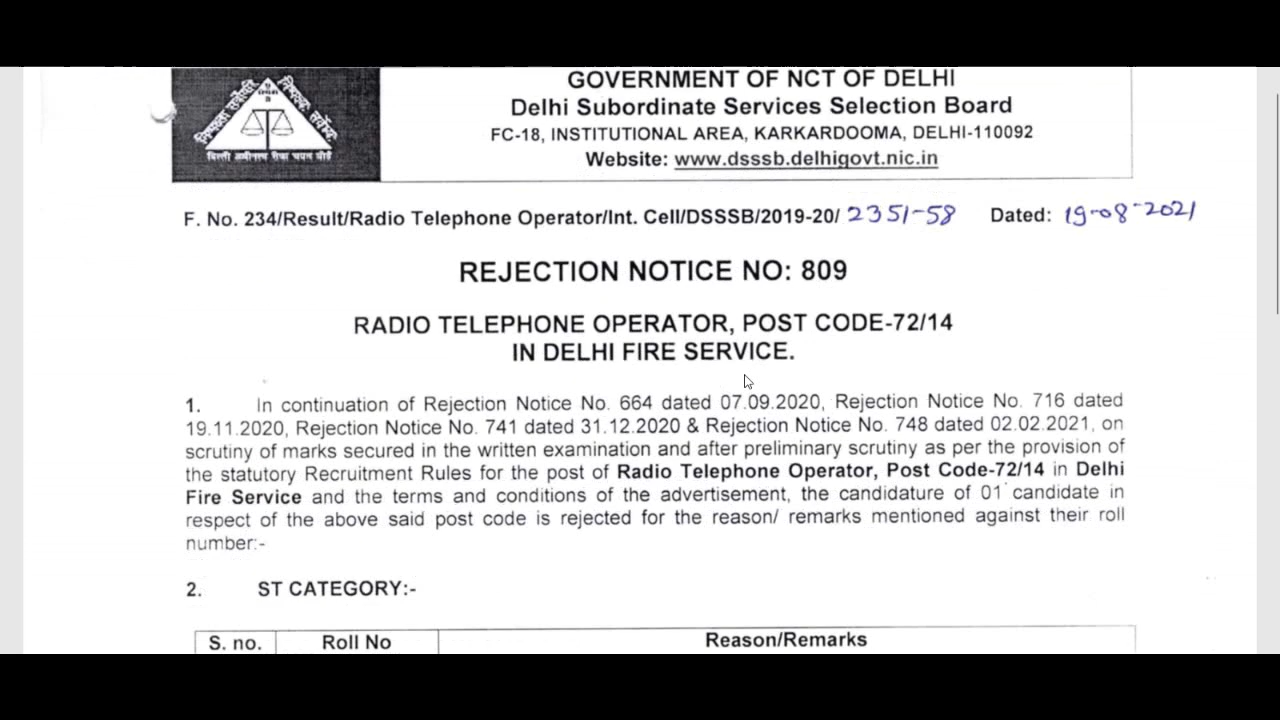 GOVERNMENT OF NCT OF DELHI
Delhi Subordinate Services Selection Board
FC-18, INSTITUTIONAL AREA, KARKARDOOMA, DELHI-110092
Website: www.dsssb.delhigovt.nic.in
दिल्ली अधीनस्थ सेवा चयन बोर्ड
F. No. 234/Result/Radio Telephone Operator/Int. Cell/DSSSB/2019-20/ 2351-58 Dated: 19-08-2021
REJECTION NOTICE NO: 809
RADIO TELEPHONE OPERATOR, POST CODE-72/14
IN DELHI FIRE SERVICE.
1. In continuation of Rejection Notice No. 664 dated 07.09.2020, Rejection Notice No. 716 dated
19.11.2020, Rejection Notice No. 741 dated 31.12.2020 & Rejection Notice No. 748 dated 02.02.2021, on
scrutiny of marks secured in the written examination and after preliminary scrutiny as per the provision of
the statutory Recruitment Rules for the post of Radio Telephone Operator, Post Code-72/14 in Delhi
Fire Service and the terms and conditions of the advertisement, the candidature of 01 candidate in
respect of the above said post code is rejected for the reason/ remarks mentioned against their roll
number:-
2. ST CATEGORY:-
S. no. Roll No Reason/Remarks